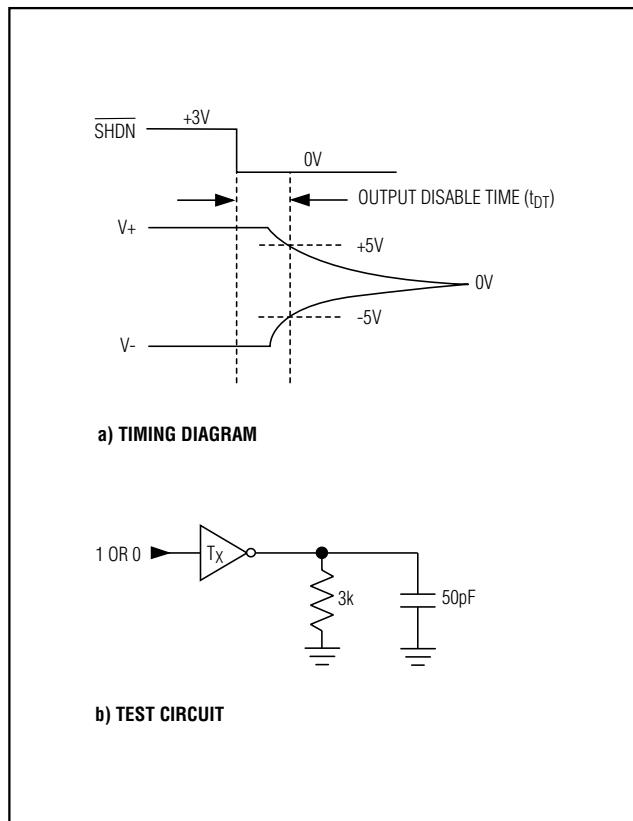 +3V
S̅H̅D̅N̅
0V
OUTPUT DISABLE TIME (tDT)
V+
+5V
0V
-5V
V-
a) TIMING DIAGRAM
1 OR 0
TX
3k
50pF
b) TEST CIRCUIT